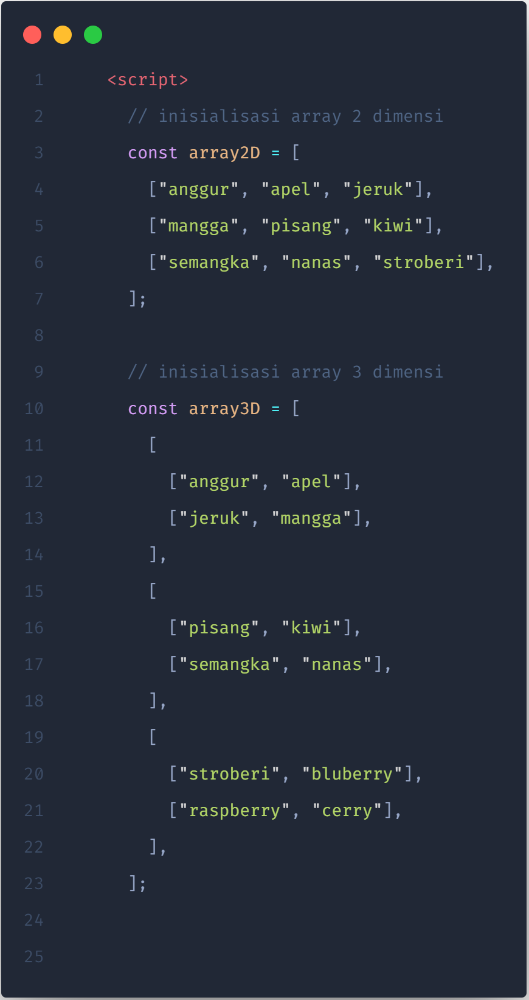 1 <script>
2 // inisialisasi array 2 dimensi
3 const array2D = [
4 ["anggur", "apel", "jeruk"],
5 ["mangga", "pisang", "kiwi"],
6 ["semangka", "nanas", "stroberi"],
7 ];
8
9 // inisialisasi array 3 dimensi
10 const array3D = [
11 [
12 ["anggur", "apel"],
13 ["jeruk", "mangga"],
14 ],
15 [
16 ["pisang", "kiwi"],
17 ["semangka", "nanas"],
18 ],
19 [
20 ["stroberi", "bluberry"],
21 ["raspberry", "cerry"],
22 ],
23 ];
24
25